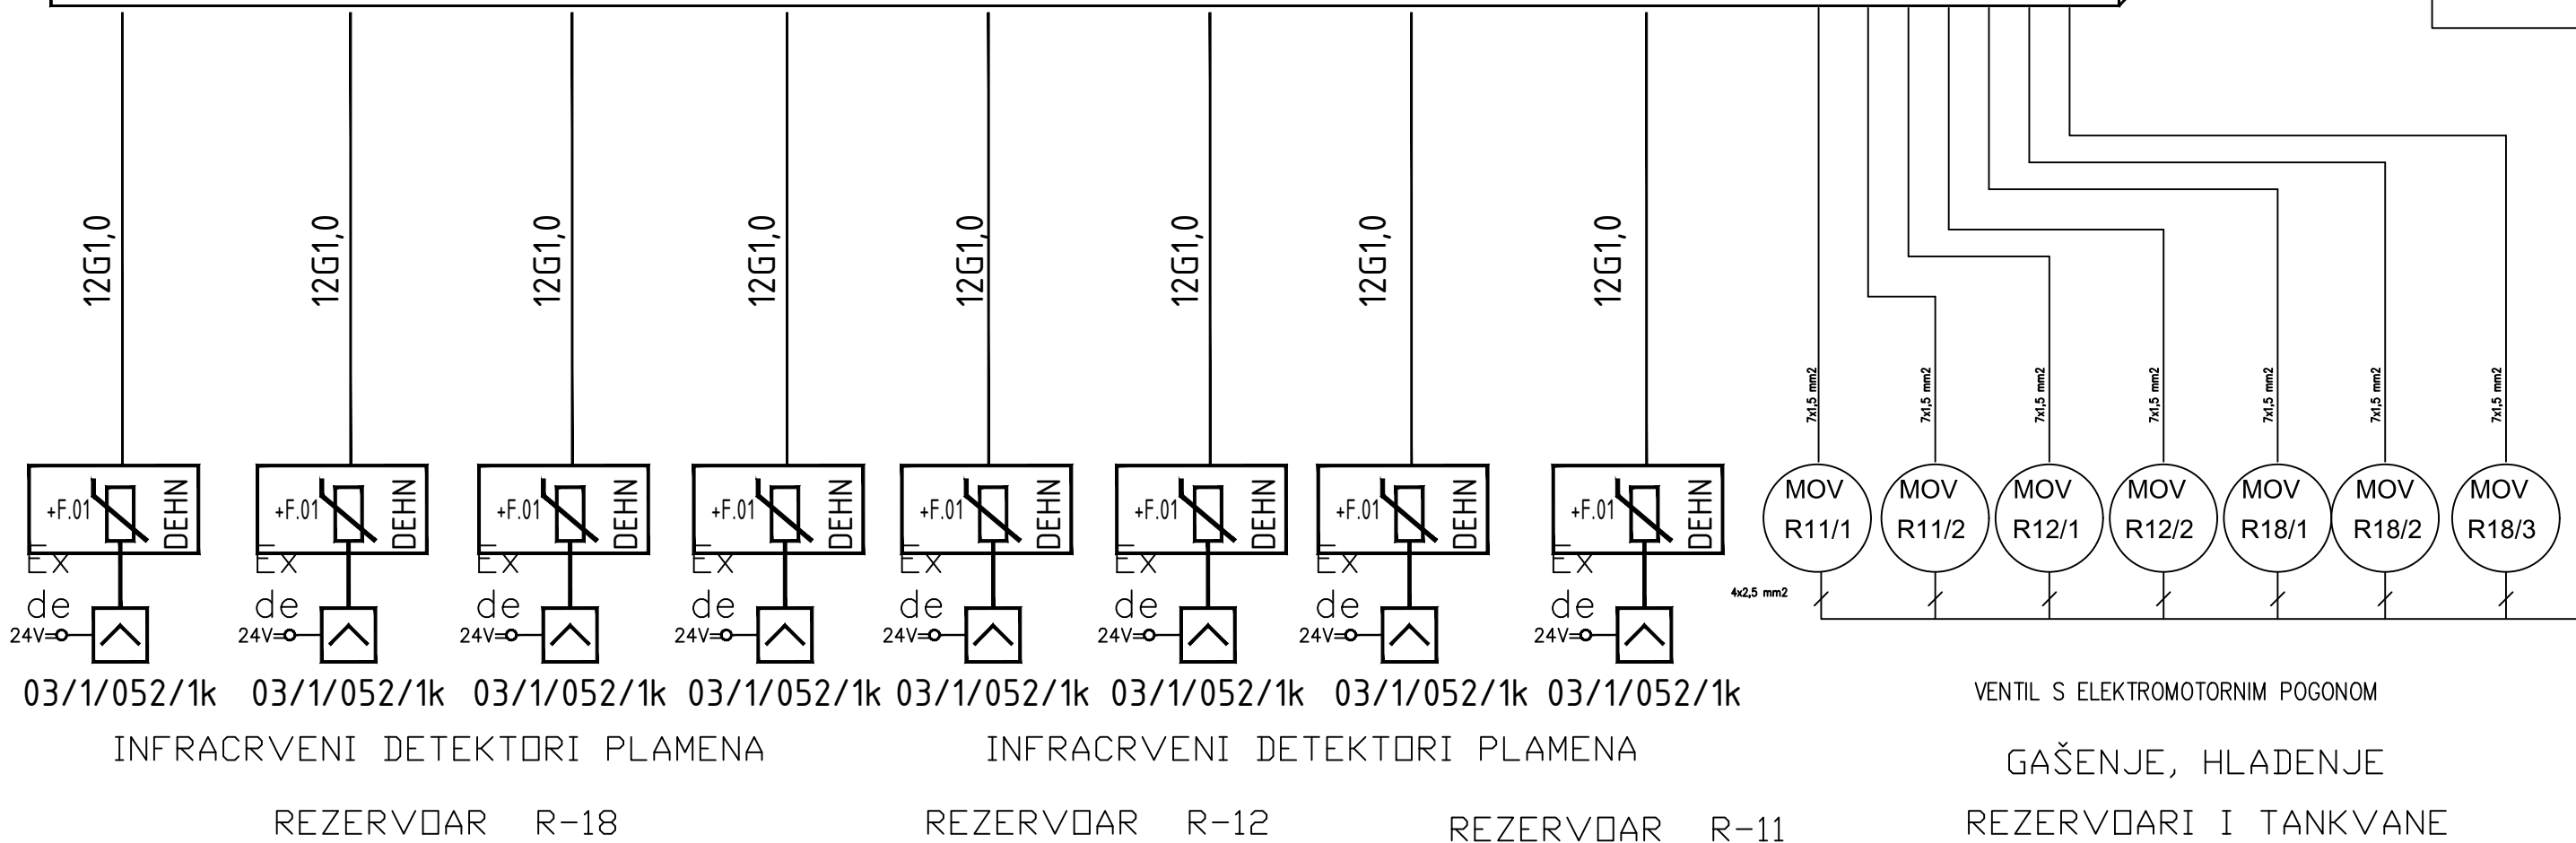 12G1,0 12G1,0 12G1,0 12G1,0 12G1,0 12G1,0 12G1,0 12G1,0
7x1,5 mm2 7x1,5 mm2 7x1,5 mm2 7x1,5 mm2 7x1,5 mm2 7x1,5 mm2 7x1,5 mm2
+F.01 DEHN +F.01 DEHN +F.01 DEHN +F.01 DEHN +F.01 DEHN +F.01 DEHN +F.01 DEHN +F.01 DEHN
MOV MOV MOV MOV MOV MOV MOV
R11/1 R11/2 R12/1 R12/2 R18/1 R18/2 R18/3
Ex Ex Ex Ex Ex Ex Ex Ex
de de de de de de de de
4x2,5 mm2
24V= 24V= 24V= 24V= 24V= 24V= 24V= 24V=
03/1/052/1k 03/1/052/1k 03/1/052/1k 03/1/052/1k 03/1/052/1k 03/1/052/1k 03/1/052/1k 03/1/052/1k
VENTIL S ELEKTROMOTORNIM POGONOM
INFRACRVENI DETEKTORI PLAMENA INFRACRVENI DETEKTORI PLAMENA
GAŠENJE, HLADENJE
REZERVOAR R-18 REZERVOAR R-12 REZERVOAR R-11
REZERVOARI I TANKVANE